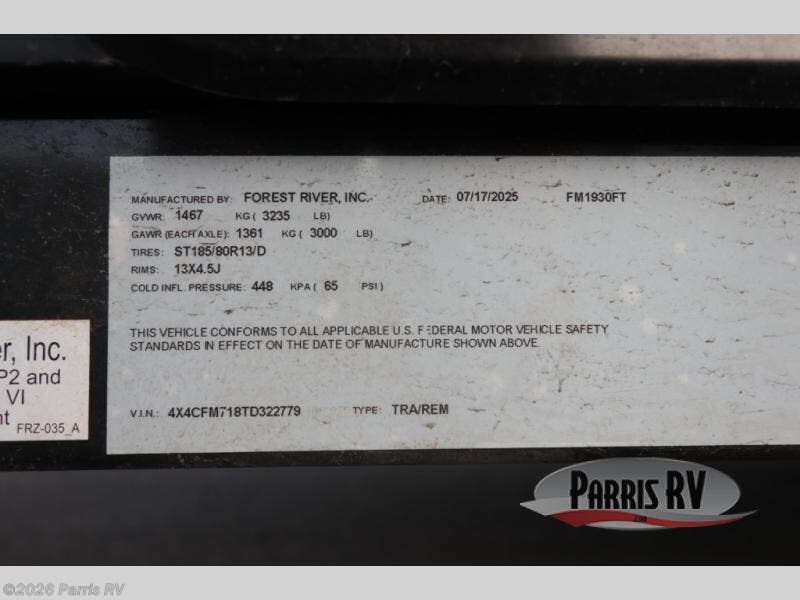 MANUFACTURED BY: FOREST RIVER, INC. DATE: 07/17/2025 FM1930FT
GVWR: 1467 KG ( 3235 LB)
GAWR (EACH AXLE): 1361 KG ( 3000 LB)
TIRES: ST185/80R13/D
RIMS: 13X4.5J
COLD INFL. PRESSURE: 448 KPA ( 65 PSI )
THIS VEHICLE CONFORMS TO ALL APPLICABLE U.S. FEDERAL MOTOR VEHICLE SAFETY
STANDARDS IN EFFECT ON THE DATE OF MANUFACTURE SHOWN ABOVE.
V.I.N.: 4X4CFM718TD322779 TYPE: TRA/REM
er, Inc.
P2 and
VI
nt
FRZ-035_A
PARRIS RV
.COM
©2026 Parris RV